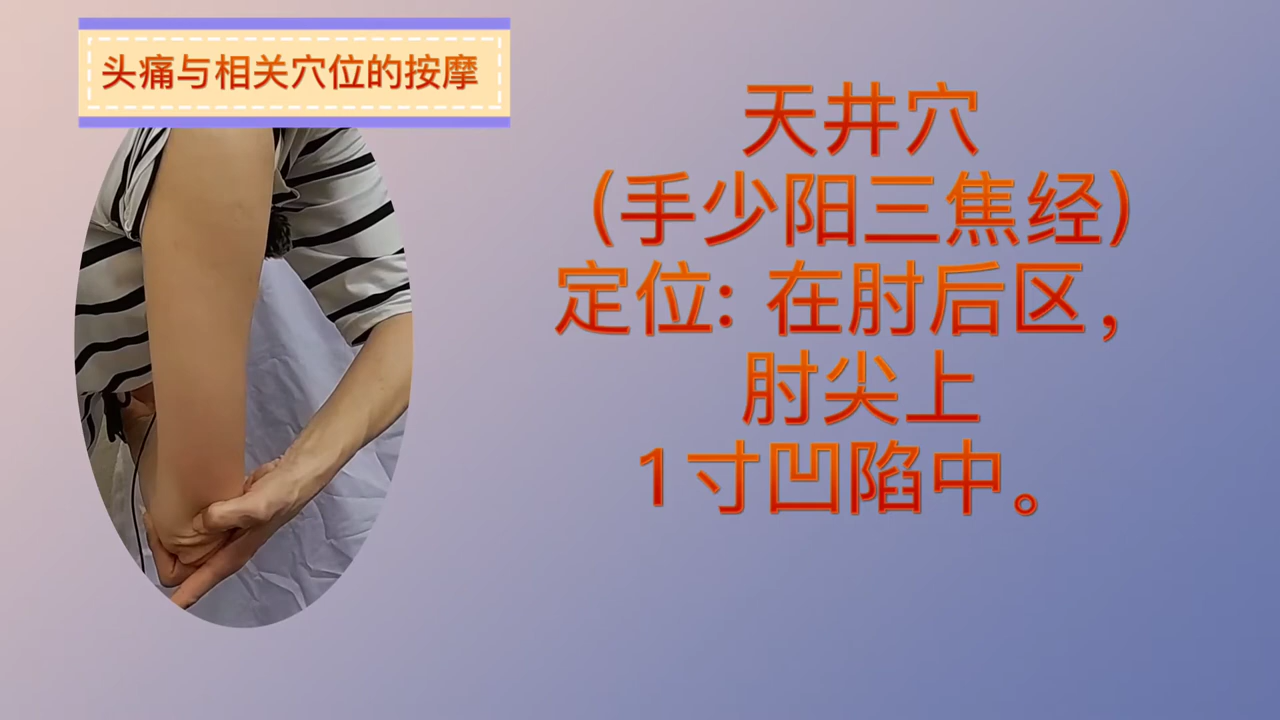 头痛与相关穴位的按摩
天井穴
（手少阳三焦经）
定位: 在肘后区，
肘尖上
1寸凹陷中。